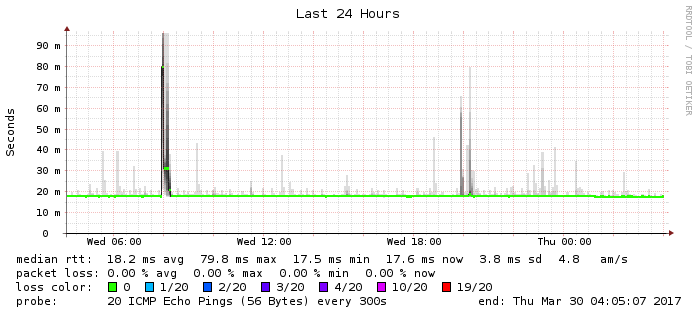 Last 24 Hours
RRDTOOL / TOBI OETIKER
Seconds
90 m
80 m
70 m
60 m
50 m
40 m
30 m
20 m
10 m
0
Wed 06:00 Wed 12:00 Wed 18:00 Thu 00:00
median rtt: 18.2 ms avg 79.8 ms max 17.5 ms min 17.6 ms now 3.8 ms sd 4.8 am/s
packet loss: 0.00 % avg 0.00 % max 0.00 % min 0.00 % now
loss color: 0 1/20 2/20 3/20 4/20 10/20 19/20
probe: 20 ICMP Echo Pings (56 Bytes) every 300s end: Thu Mar 30 04:05:07 2017